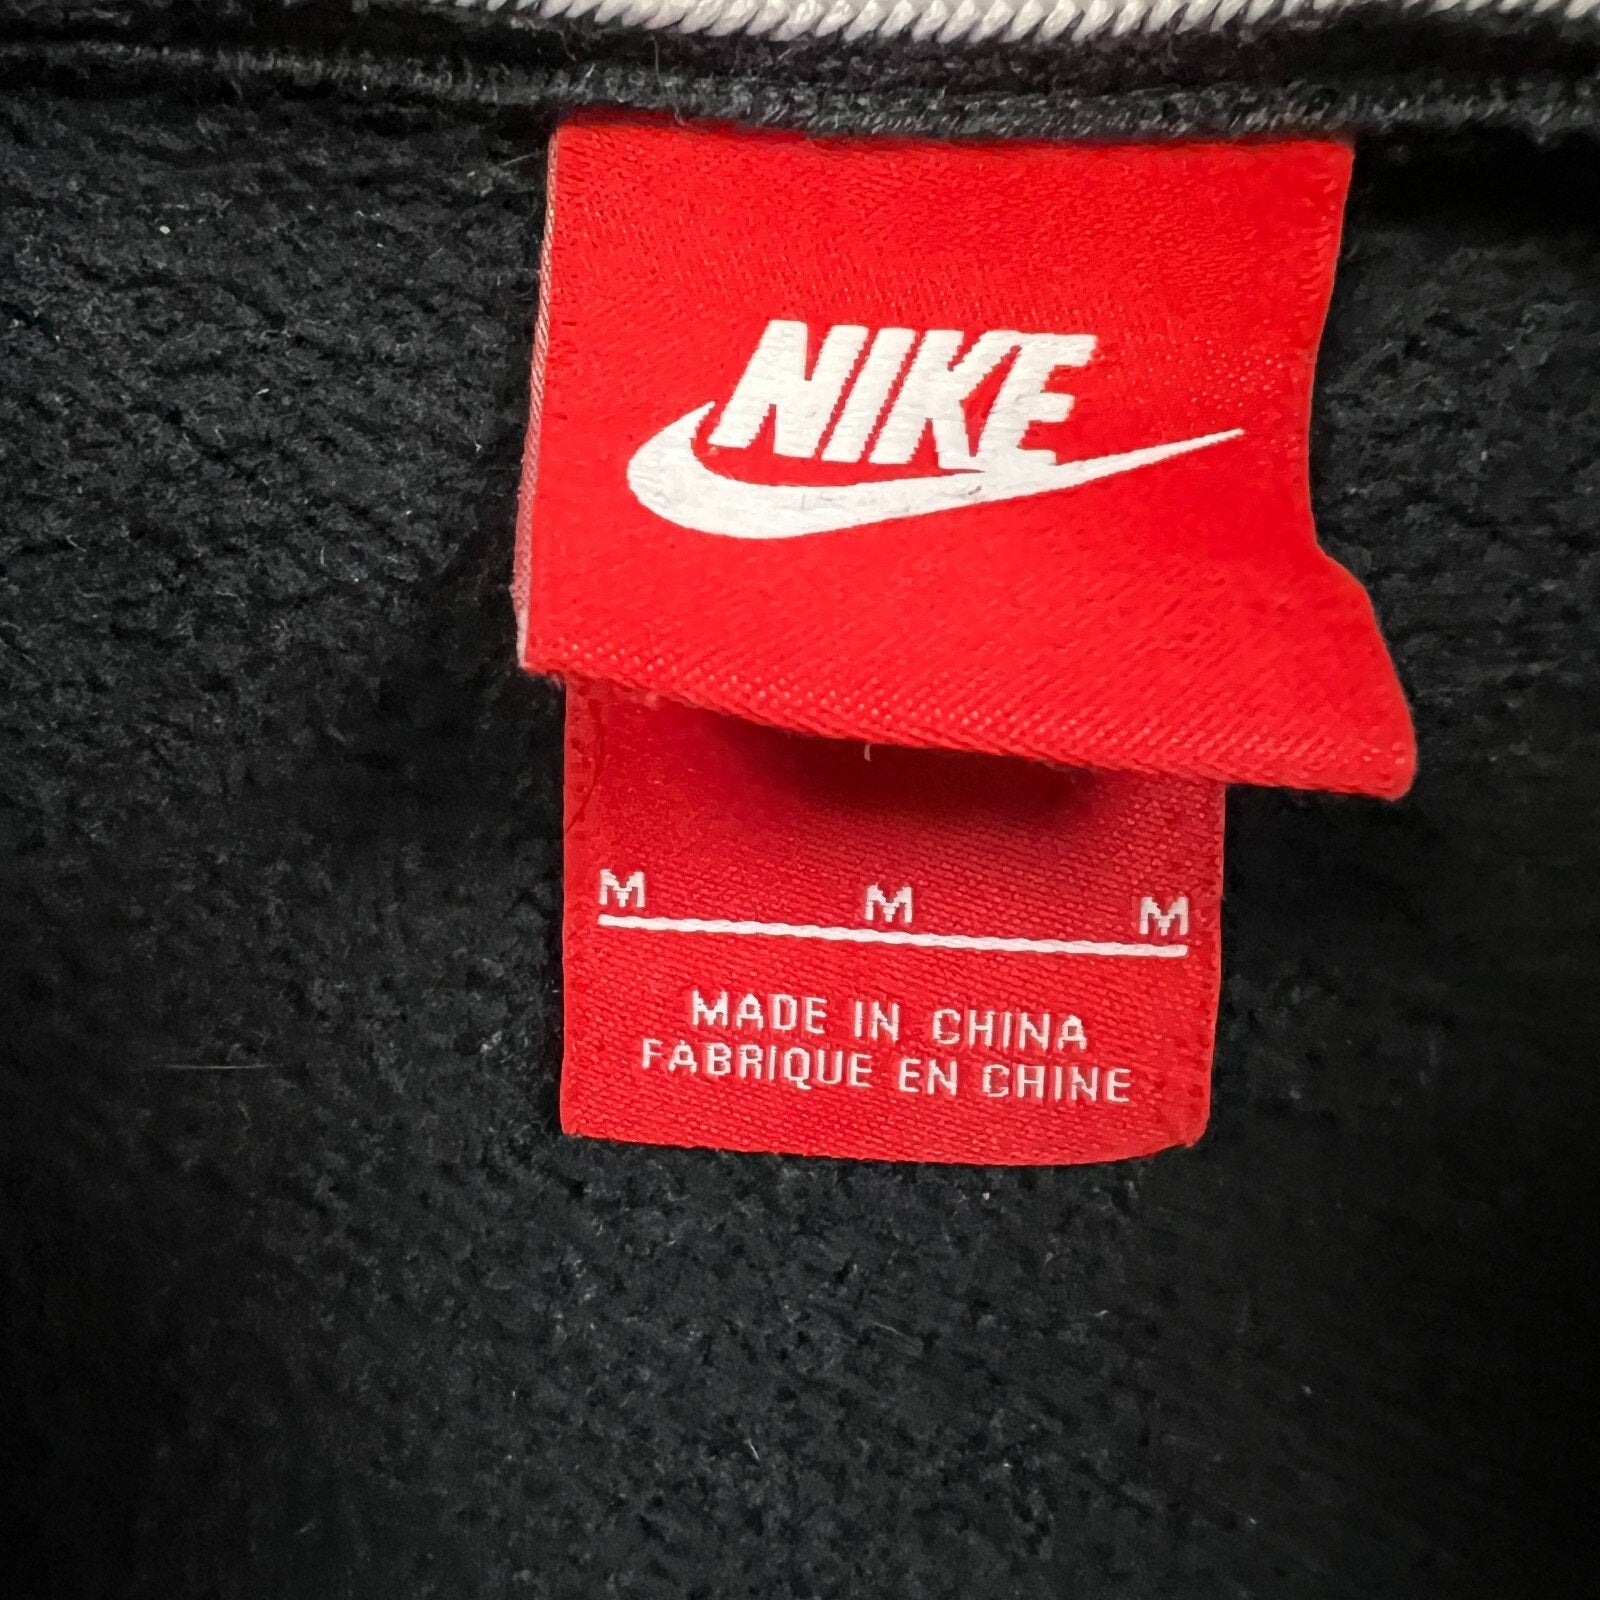 NIKE
M M M
MADE IN CHINA
FABRIQUE EN CHINE